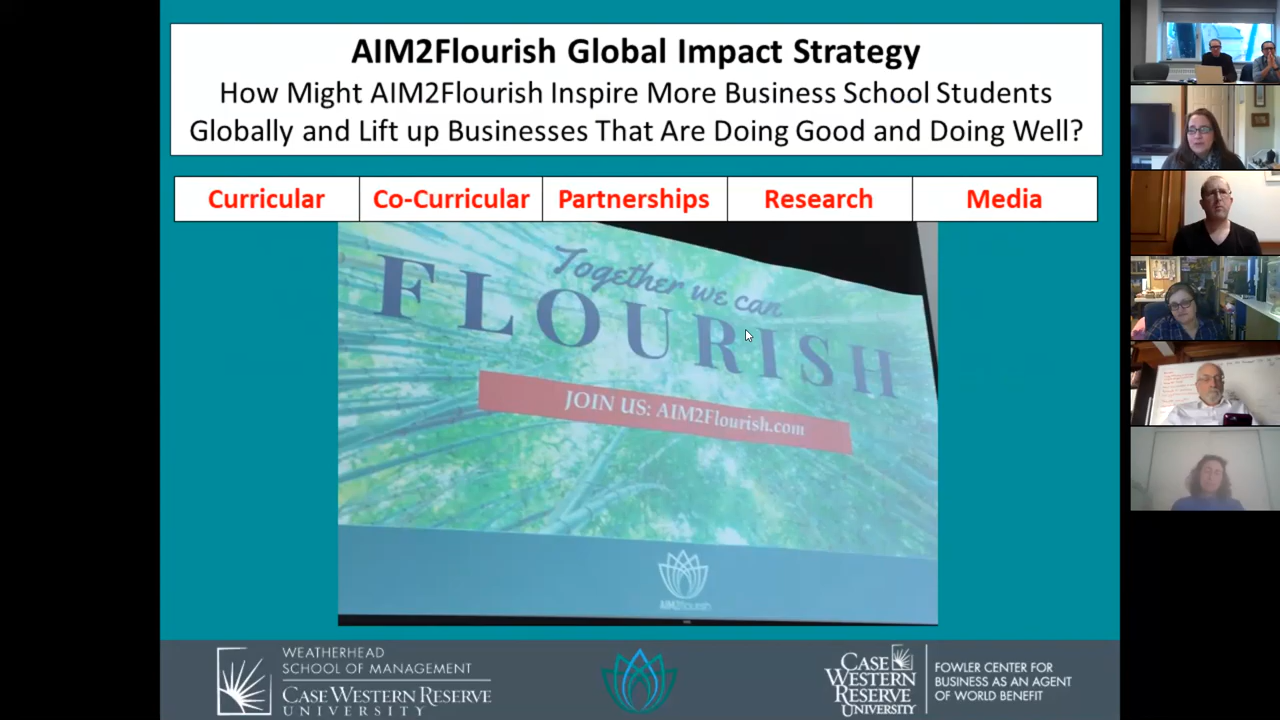 AIM2Flourish Global Impact Strategy
How Might AIM2Flourish Inspire More Business School Students
Globally and Lift up Businesses That Are Doing Good and Doing Well?
Curricular
Co-Curricular
Partnerships
Research
Media
Together we can
FLOURISH
JOIN US: AIM2Flourish.com
AIM2flourish
WEATHERHEAD
SCHOOL OF MANAGEMENT
CASE WESTERN RESERVE
UNIVERSITY
CASE
WESTERN
RESERVE
UNIVERSITY
FOWLER CENTER FOR
BUSINESS AS AN AGENT
OF WORLD BENEFIT